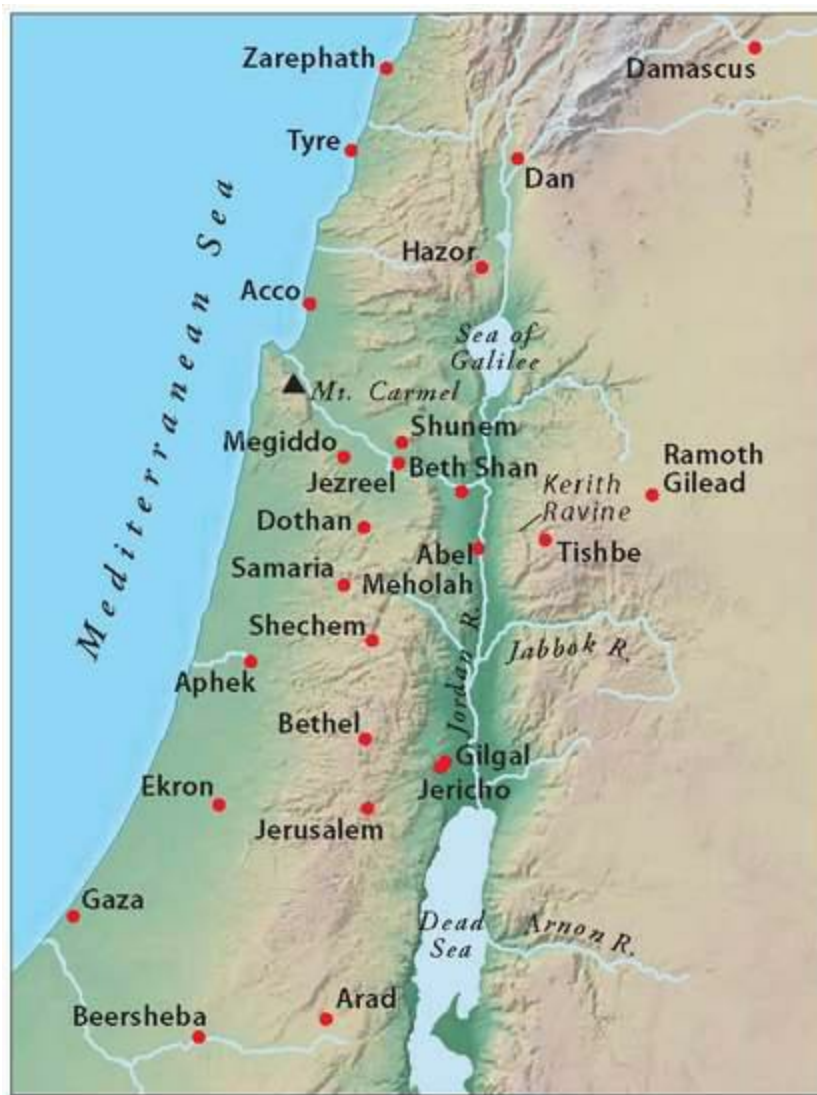 Zarephath
Damascus
Tyre
Dan
Mediterranean Sea
Hazor
Acco
Sea of
Galilee
Mt. Carmel
Shunem
Megiddo
Jezreel
Beth Shan
Ramoth
Gilead
Kerith
Ravine
Dothan
Abel
Meholah
Tishbe
Samaria
Shechem
Jordan R.
Jabbok R.
Aphek
Bethel
Gilgal
Jericho
Ekron
Jerusalem
Gaza
Dead
Sea
Arnon R.
Arad
Beersheba